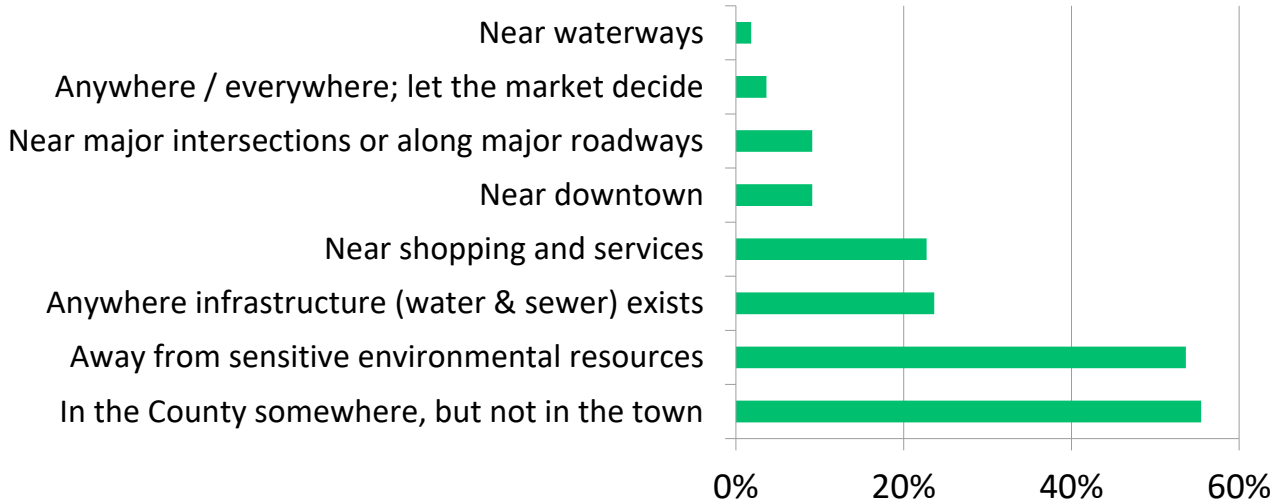 Near waterways
Anywhere / everywhere; let the market decide
Near major intersections or along major roadways
Near downtown
Near shopping and services
Anywhere infrastructure (water & sewer) exists
Away from sensitive environmental resources
In the County somewhere, but not in the town
0% 20% 40% 60%